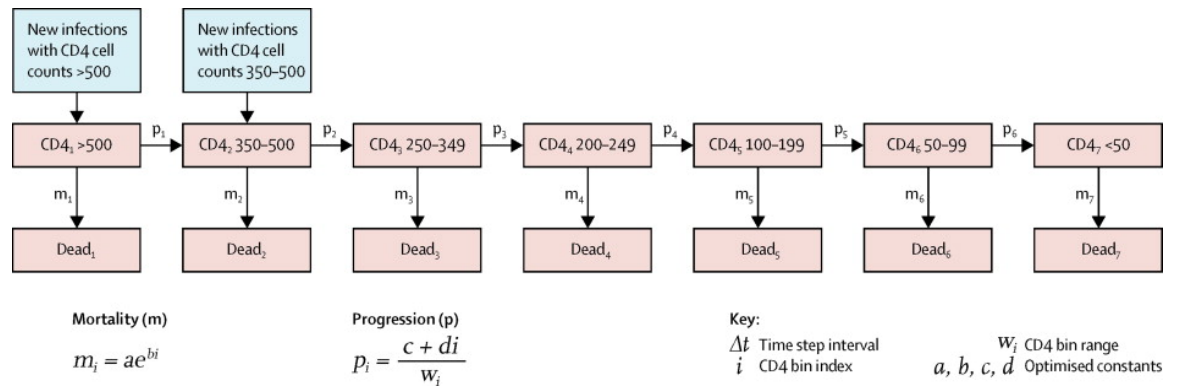 New infections
with CD4 cell
counts >500
New infections
with CD4 cell
counts 350–500
CD4₁ >500
p₁
CD4₂ 350–500
p₂
CD4₃ 250–349
p₃
CD4₄ 200–249
p₄
CD4₅ 100–199
p₅
CD4₆ 50–99
p₆
CD4₇ <50
m₁
m₂
m₃
m₄
m₅
m₆
m₇
Dead₁
Dead₂
Dead₃
Dead₄
Dead₅
Dead₆
Dead₇
Mortality (m)
mᵢ = ae^{bi}
Progression (p)
pᵢ = (c + di) / wᵢ
Key:
Δt Time step interval
i CD4 bin index
wᵢ CD4 bin range
a, b, c, d Optimised constants